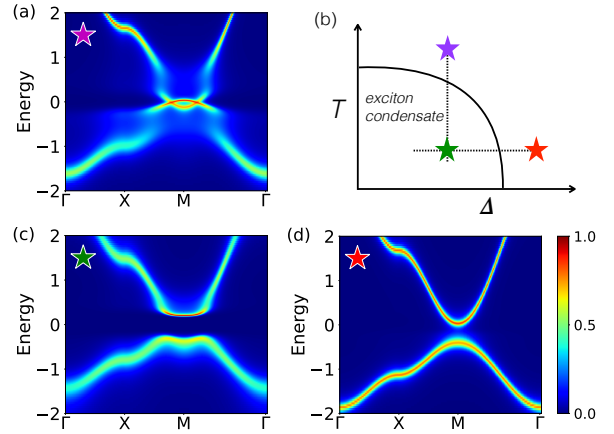 (a)
Energy
2
1
0
−1
−2
Γ X M Γ
(b)
T
exciton
condensate
Δ
(c)
Energy
2
1
0
−1
−2
Γ X M Γ
(d)
Energy
2
1
0
−1
−2
Γ X M Γ
1.0
0.5
0.0